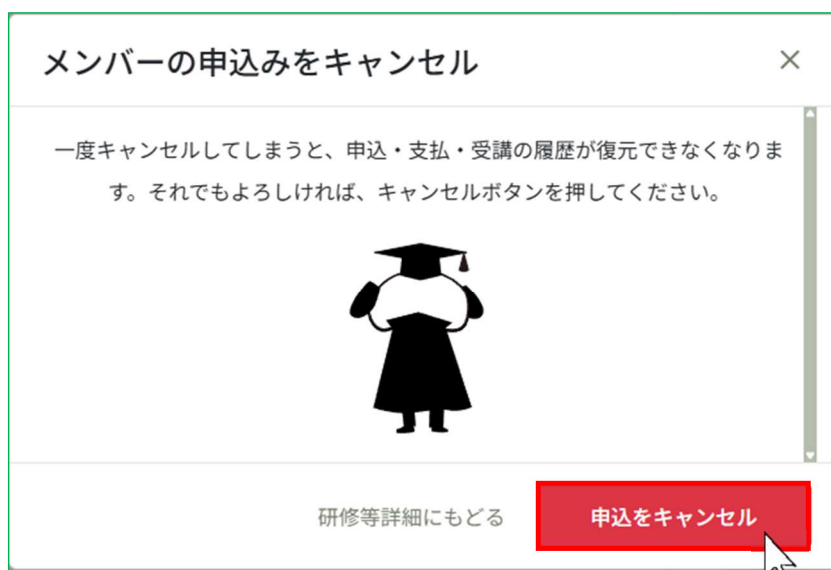 メンバーの申込みをキャンセル
一度キャンセルしてしまうと、申込・支払・受講の履歴が復元できなくなりま
す。それでもよろしければ、キャンセルボタンを押してください。
研修等詳細にもどる
申込をキャンセル